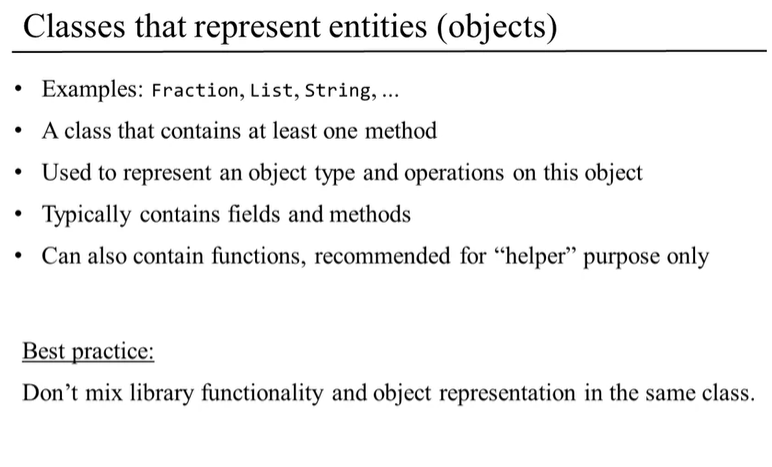 Classes that represent entities (objects)
• Examples: Fraction, List, String, ...
• A class that contains at least one method
• Used to represent an object type and operations on this object
• Typically contains fields and methods
• Can also contain functions, recommended for “helper” purpose only
Best practice:
Don’t mix library functionality and object representation in the same class.